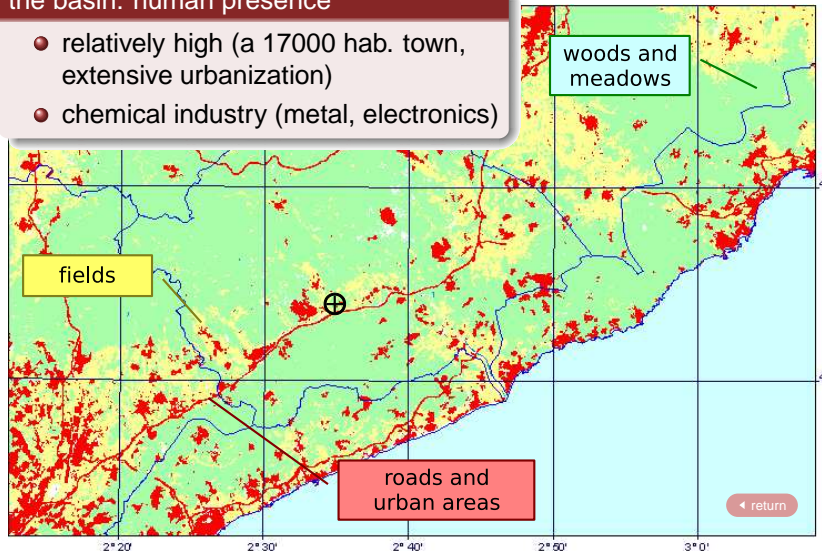 the basin: human presence
relatively high (a 17000 hab. town,
extensive urbanization)
chemical industry (metal, electronics)
woods and
meadows
fields
roads and
urban areas
return
2°20' 2°30' 2°40' 2°50' 3°0'